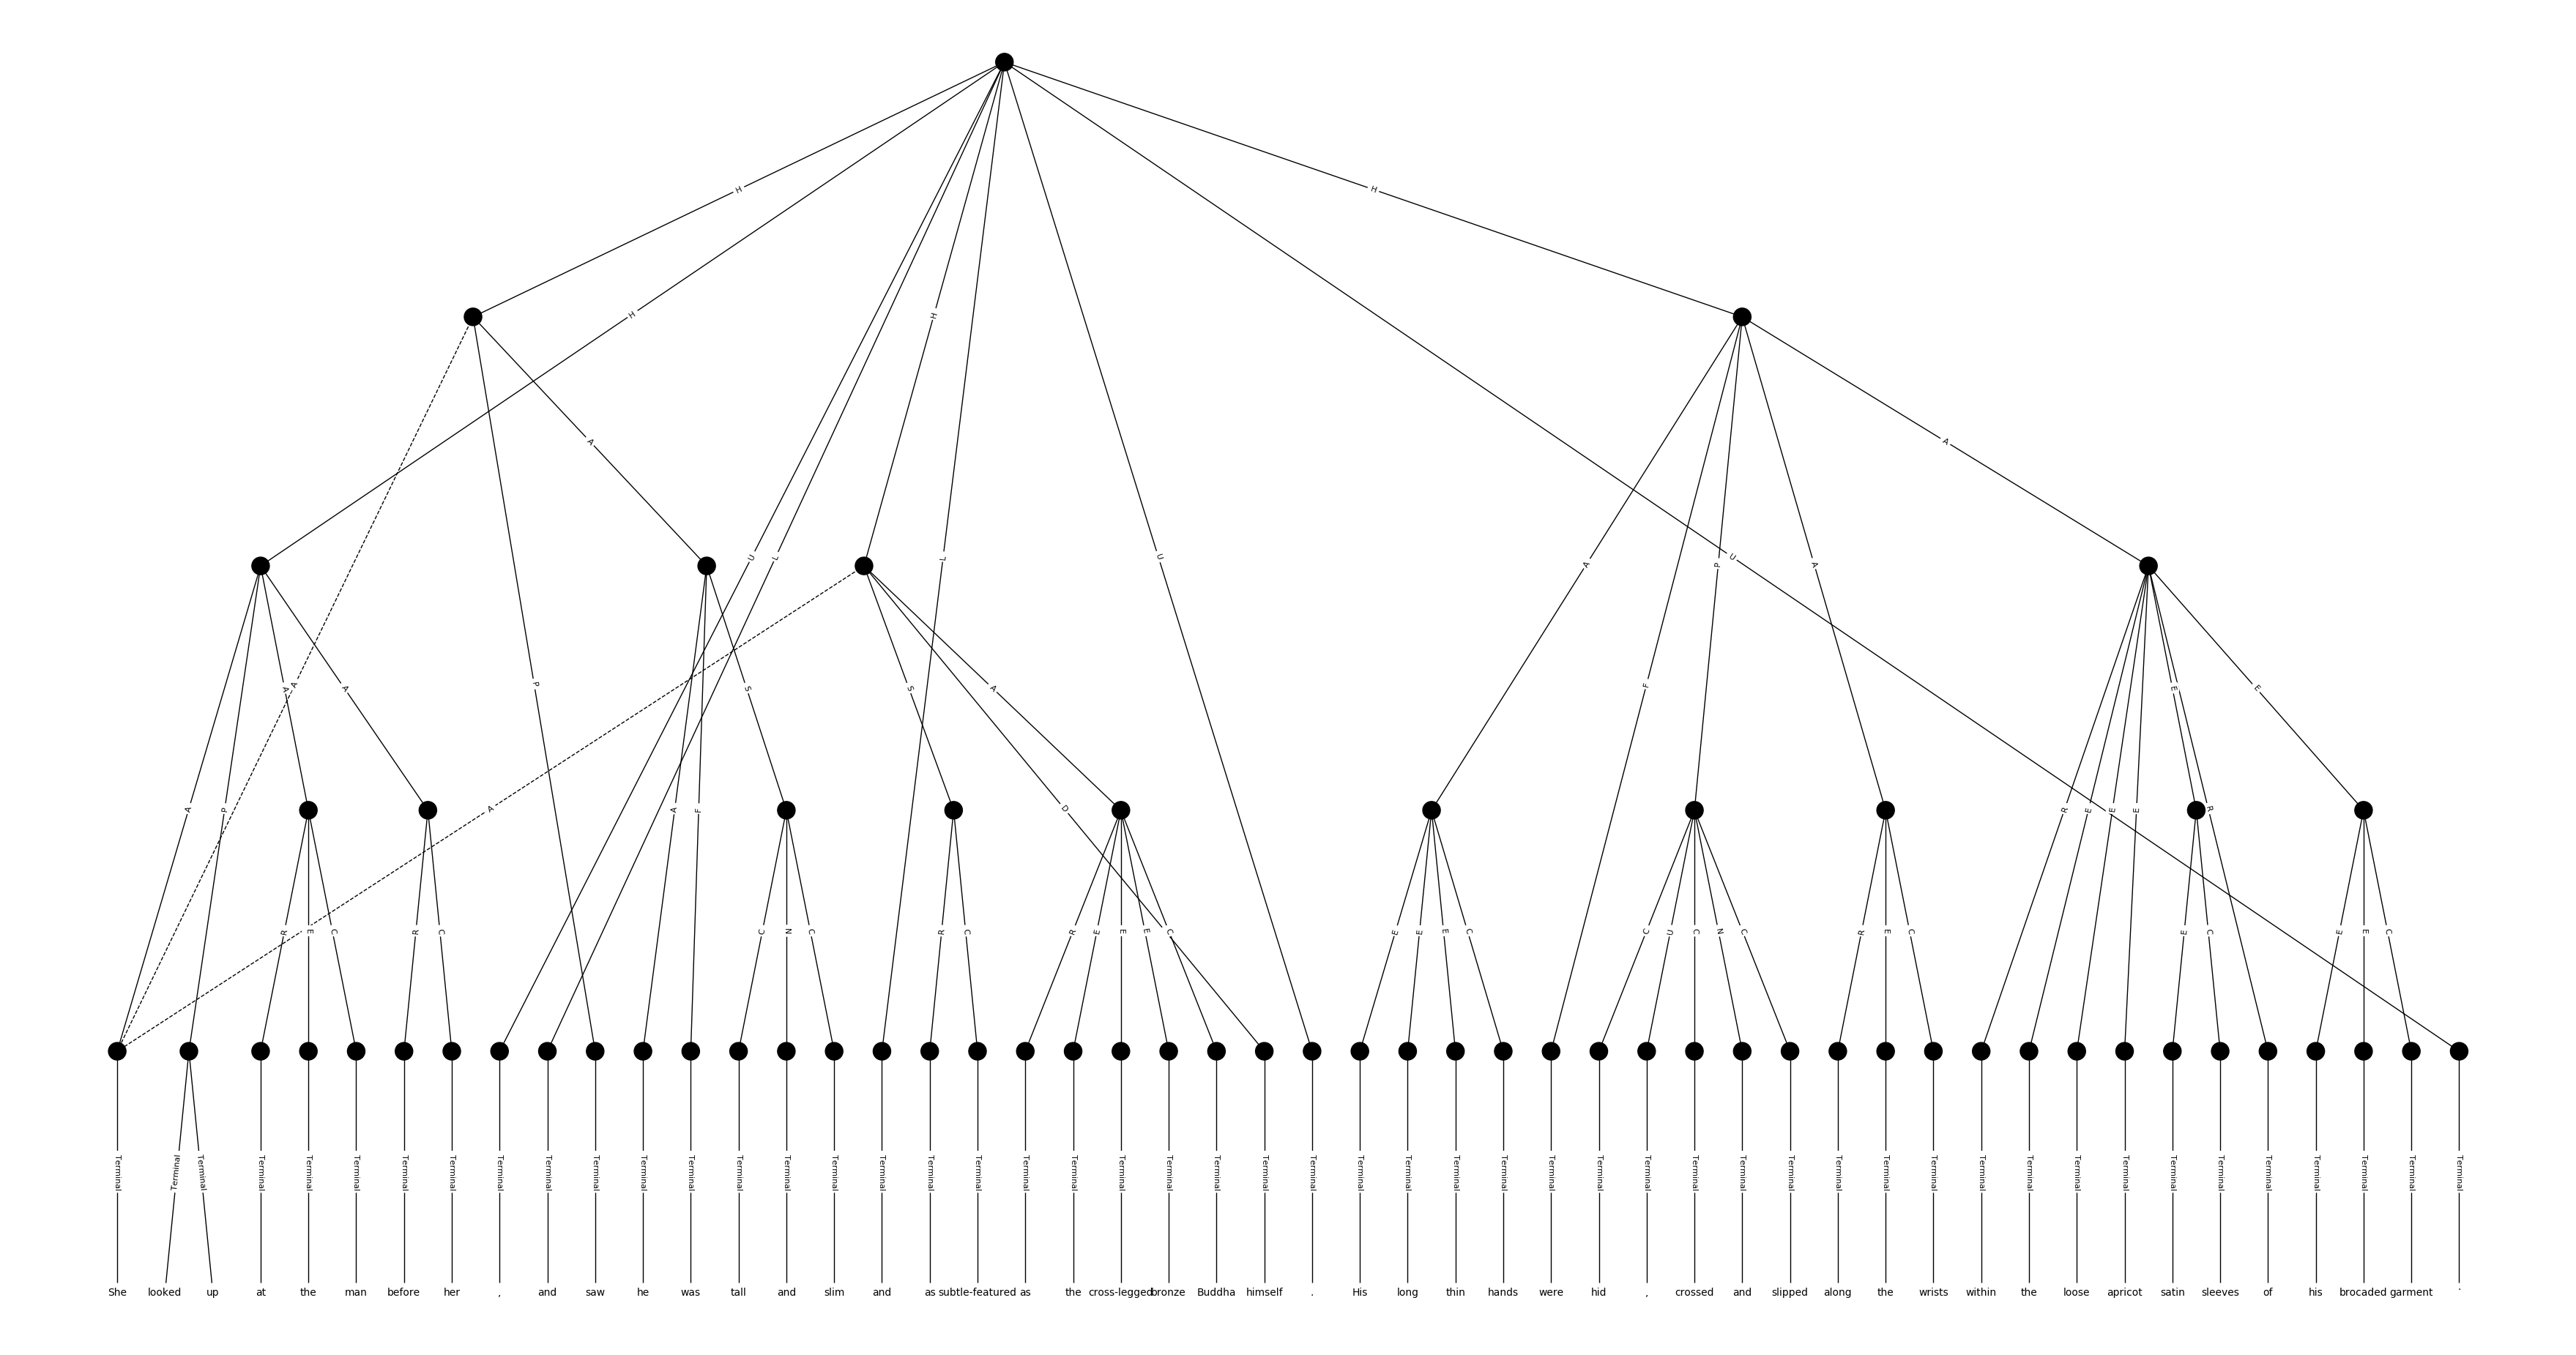 H
H
H
H
A
A
U
L
L
U
A
F
P
A
U
A
A
A
P
A
S
S
A
F
E
R
E
A
P
A
A
F
D
R
E
E
E
R
R
E
C
R
C
C
N
C
R
C
R
E
E
E
C
E
E
E
C
C
U
C
N
C
R
E
C
E
C
E
E
C
Terminal Terminal Terminal Terminal Terminal Terminal Terminal Terminal Terminal Terminal Terminal Terminal Terminal Terminal Terminal Terminal Terminal Terminal Terminal Terminal Terminal Terminal Terminal Terminal Terminal Terminal Terminal Terminal Terminal Terminal Terminal Terminal Terminal Terminal Terminal Terminal Terminal Terminal Terminal Terminal Terminal Terminal Terminal Terminal Terminal Terminal Terminal Terminal Terminal
She looked up at the man before her , and saw he was tall and slim and as subtle-featured as the cross-legged bronze Buddha himself . His long thin hands were hid , crossed and slipped along the wrists within the loose apricot satin sleeves of his brocaded garment .